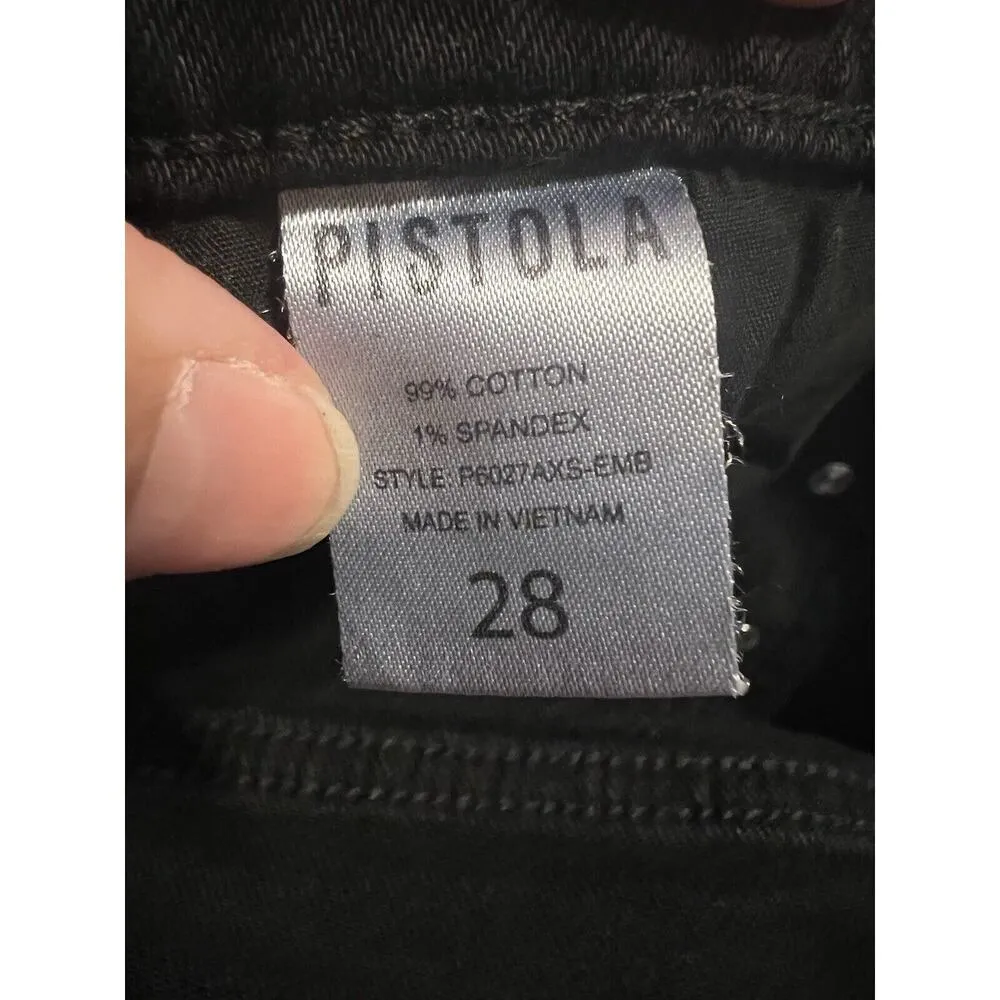 PISTOLA
99% COTTON
1% SPANDEX
STYLE: P6027AXS-EMB
MADE IN VIETNAM
28